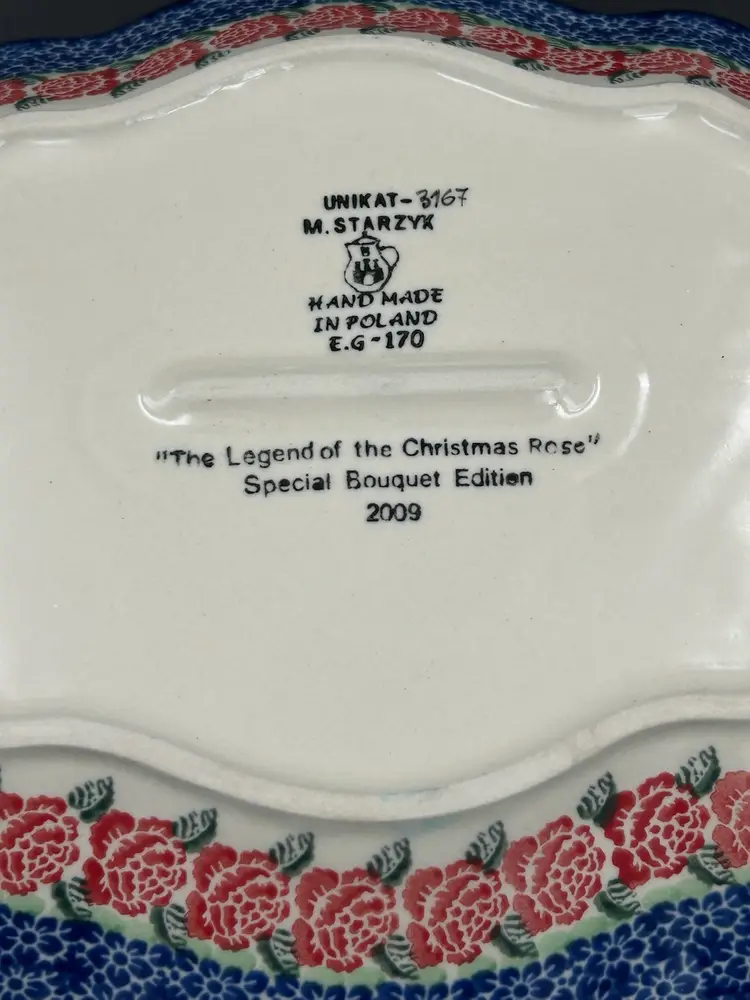 UNIKAT-3167
M.STARZYK
B
HAND MADE
IN POLAND
E.G-170
"The Legend of the Christmas Rose"
Special Bouquet Edition
2009